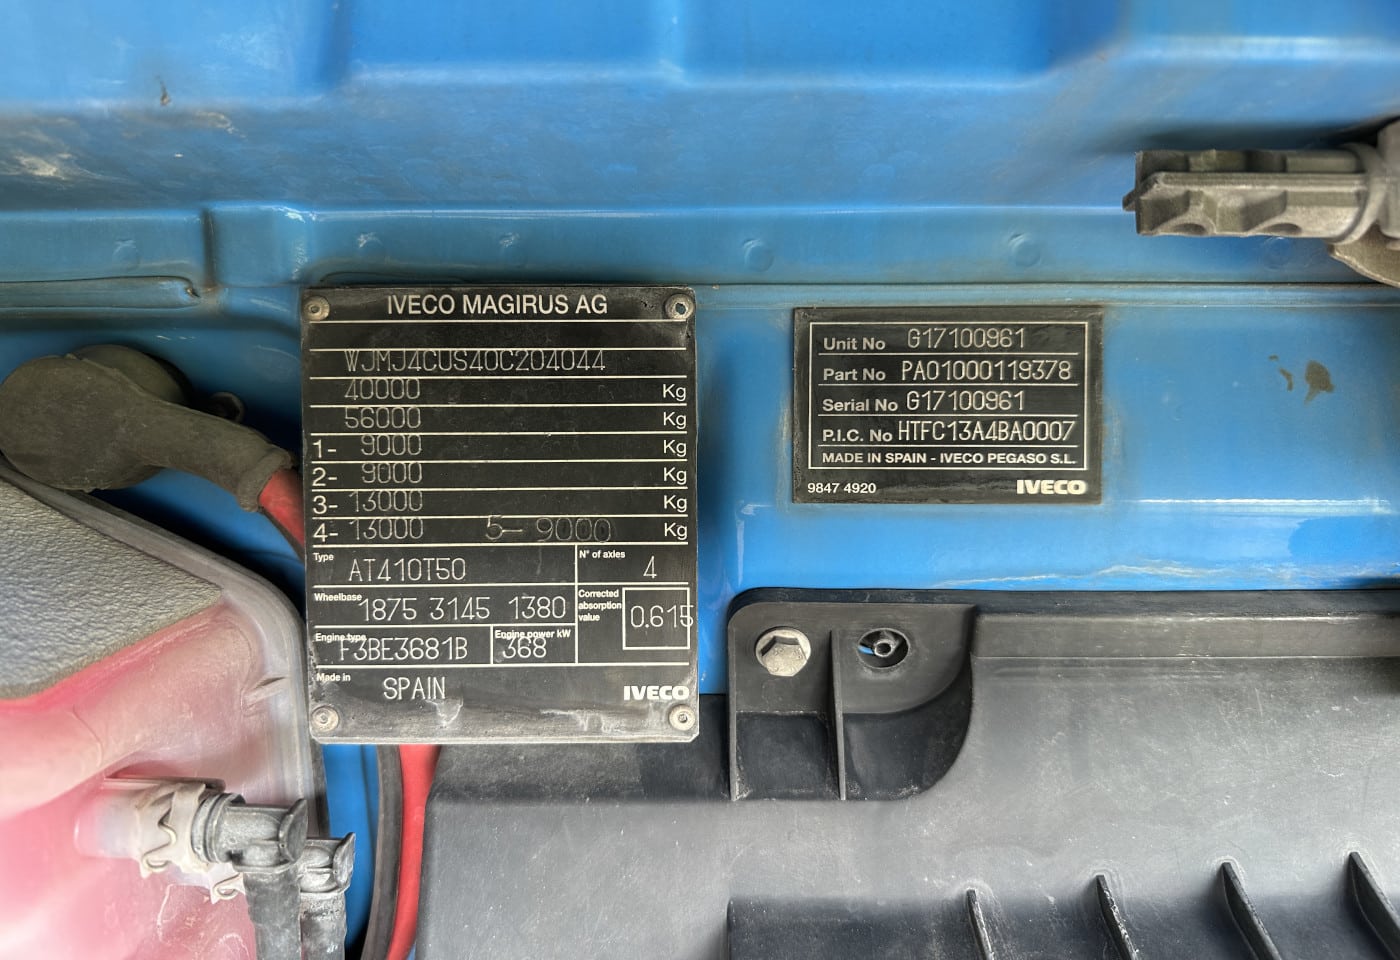 IVECO MAGIRUS AG
WJMJ4CUS40C204044
40000 Kg
56000 Kg
1- 9000 Kg
2- 9000 Kg
3- 13000 Kg
4- 13000 5- 9000 Kg
Type AT410T50 N° of axles 4
Wheelbase 1875 3145 1380 Corrected absorption value 0.615
Engine type F3BE3681B Engine power kW 368
Made in SPAIN IVECO
Unit No G17100961
Part No PA01000119378
Serial No G17100961
P.I.C. No HTFC13A4BA0007
MADE IN SPAIN - IVECO PEGASO S.L.
9847 4920 IVECO